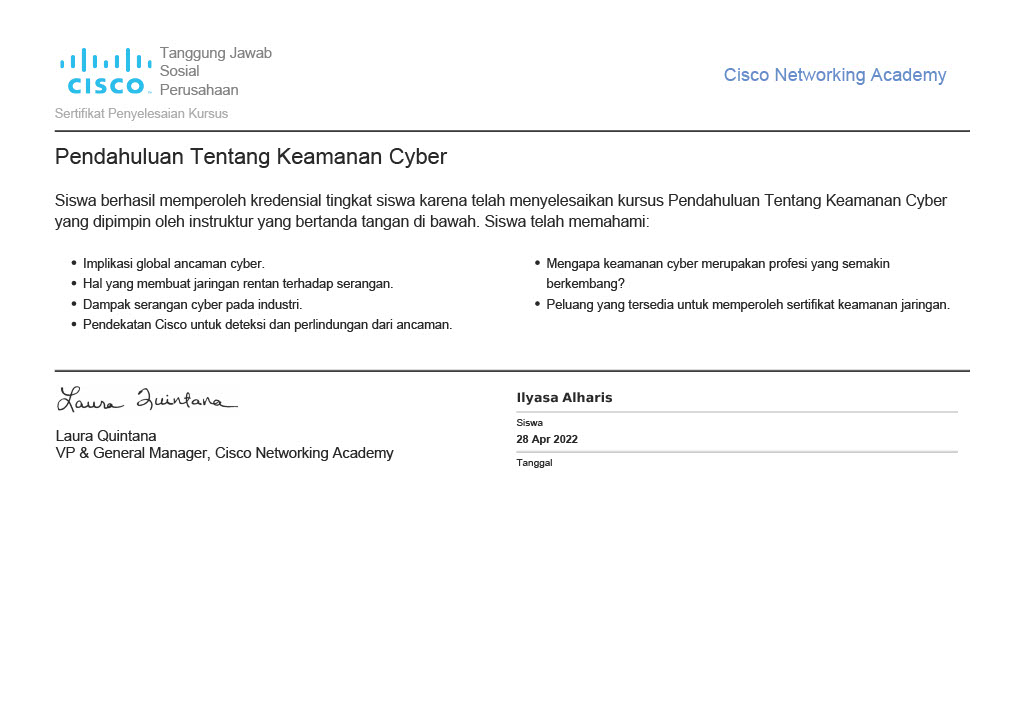 CISCO
Tanggung Jawab
Sosial
Perusahaan
Cisco Networking Academy
Sertifikat Penyelesaian Kursus
Pendahuluan Tentang Keamanan Cyber
Siswa berhasil memperoleh kredensial tingkat siswa karena telah menyelesaikan kursus Pendahuluan Tentang Keamanan Cyber
yang dipimpin oleh instruktur yang bertanda tangan di bawah. Siswa telah memahami:
• Implikasi global ancaman cyber.
• Hal yang membuat jaringan rentan terhadap serangan.
• Dampak serangan cyber pada industri.
• Pendekatan Cisco untuk deteksi dan perlindungan dari ancaman.
• Mengapa keamanan cyber merupakan profesi yang semakin
berkembang?
• Peluang yang tersedia untuk memperoleh sertifikat keamanan jaringan.
Laura Quintana
Laura Quintana
VP & General Manager, Cisco Networking Academy
Ilyasa Alharis
Siswa
28 Apr 2022
Tanggal